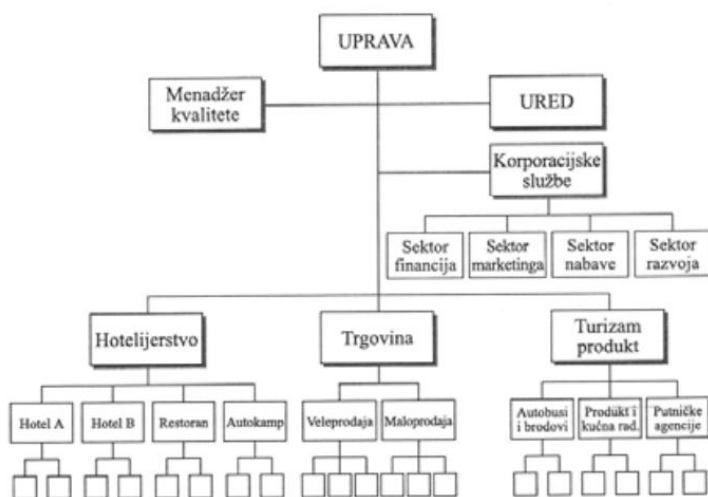 UPRAVA
Menadžer
kvalitete
URED
Korporacijske
službe
Sektor
financija
Sektor
marketinga
Sektor
nabave
Sektor
razvoja
Hotelijerstvo
Trgovina
Turizam
produkt
Hotel A
Hotel B
Restoran
Autokamp
Veleprodaja
Maloprodaja
Autobusi
i brodovi
Produkt i
kućna rad.
Putničke
agencije